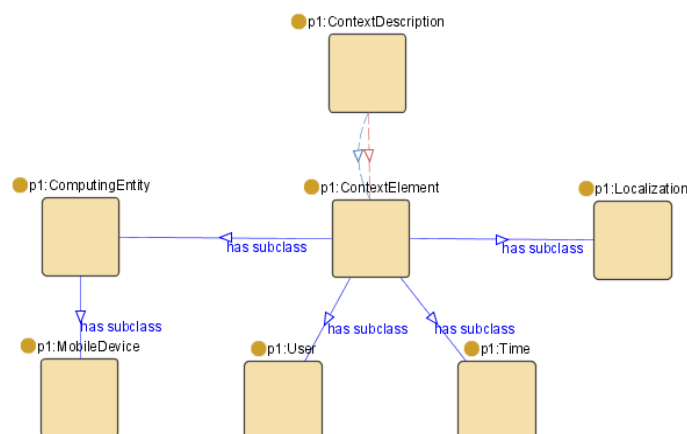 p1:ContextDescription
p1:ComputingEntity
p1:ContextElement
p1:Localization
has subclass
has subclass
has subclass
has subclass
has subclass
p1:MobileDevice
p1:User
p1:Time